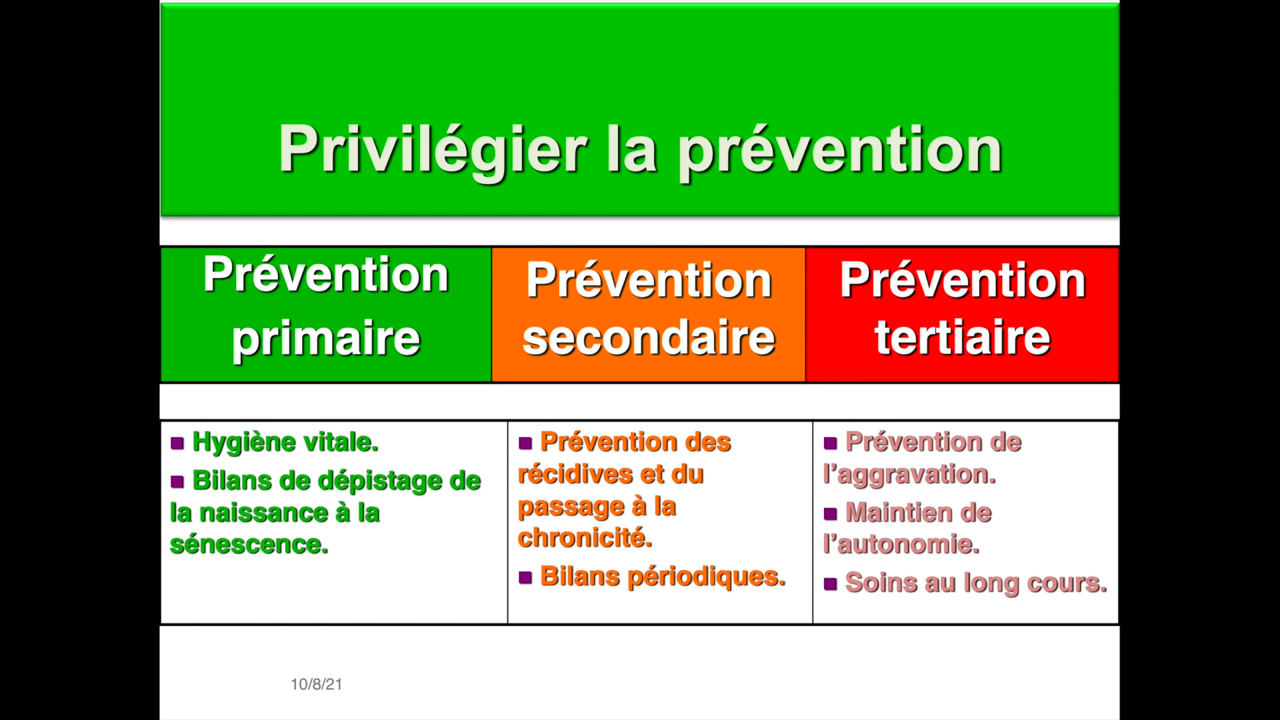 Privilégier la prévention
Prévention
primaire
Prévention
secondaire
Prévention
tertiaire
Hygiène vitale.
Bilans de dépistage de
la naissance à la
sénescence.
Prévention des
récidives et du
passage à la
chronicité.
Bilans périodiques.
Prévention de
l’aggravation.
Maintien de
l’autonomie.
Soins au long cours.
10/8/21